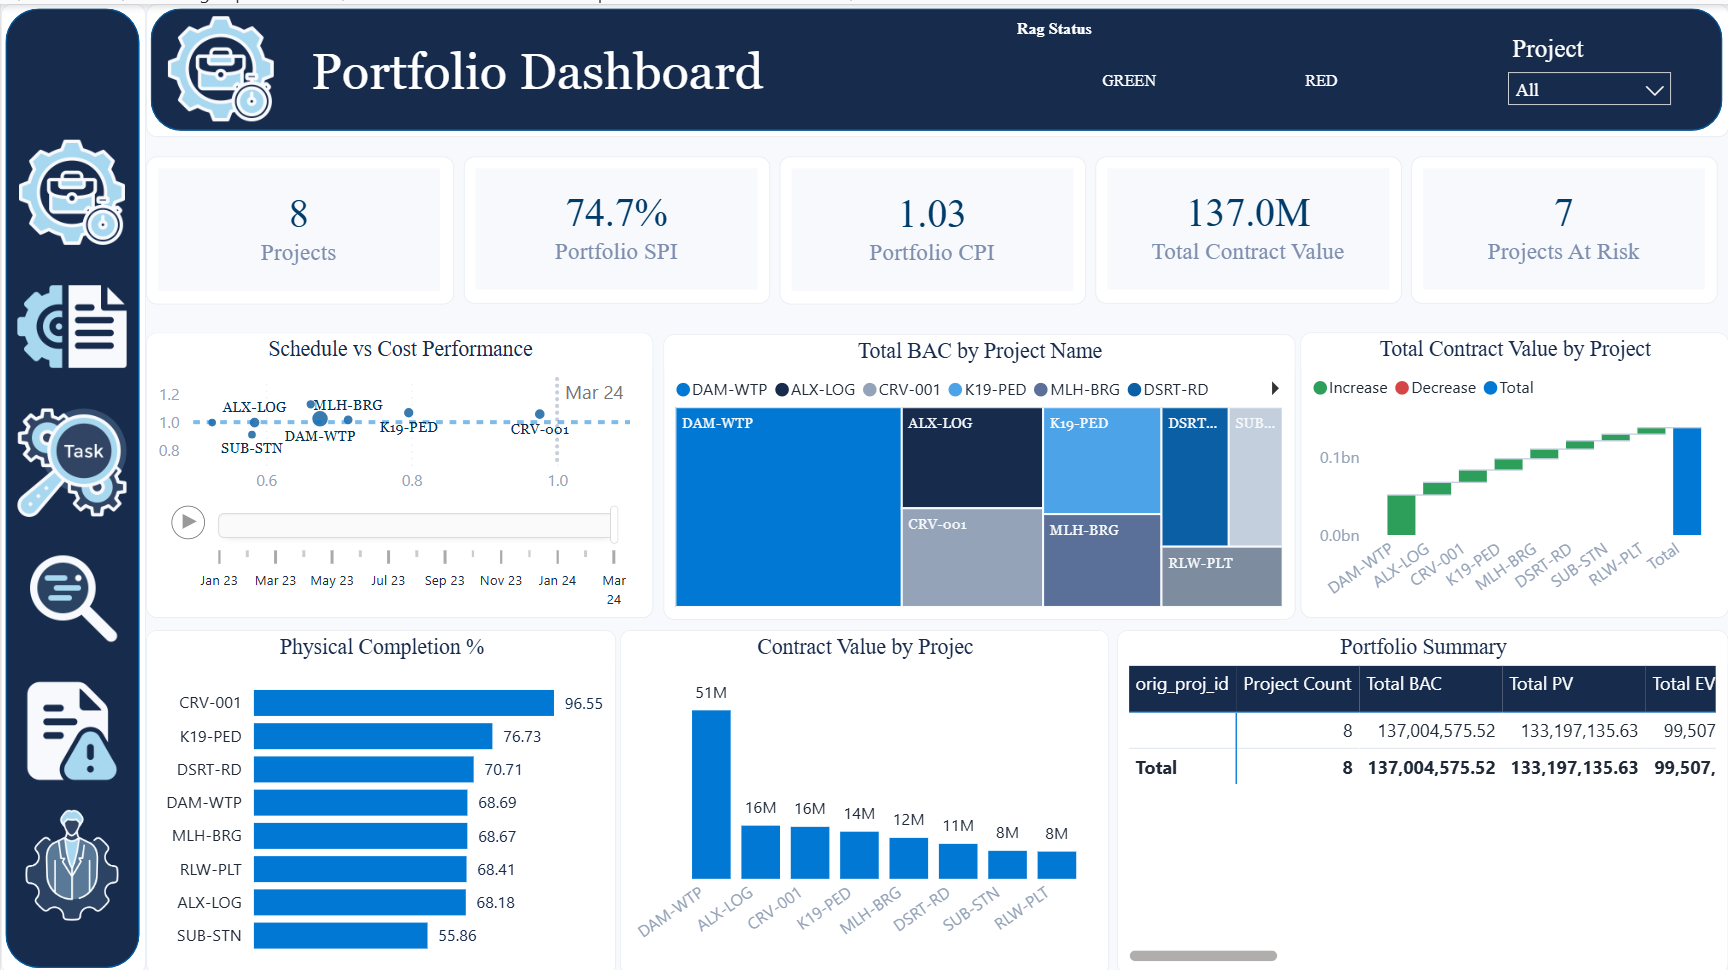 Portfolio Dashboard
Rag Status
GREEN
RED
Project
All
8
Projects
74.7%
Portfolio SPI
1.03
Portfolio CPI
137.0M
Total Contract Value
7
Projects At Risk
Task
Schedule vs Cost Performance
Mar 24
1.2
1.0
0.8
ALX-LOG
MLH-BRG
SUB-STN
DAM-WTP
K19-PED
CRV-001
0.6
0.8
1.0
Jan 23
Mar 23
May 23
Jul 23
Sep 23
Nov 23
Jan 24
Mar
24
Total BAC by Project Name
DAM-WTP
ALX-LOG
CRV-001
K19-PED
MLH-BRG
DSRT-RD
DAM-WTP
ALX-LOG
CRV-001
K19-PED
MLH-BRG
DSRT...
SUB...
RLW-PLT
Total Contract Value by Project
Increase
Decrease
Total
0.1bn
0.0bn
DAM-WTP
ALX-LOG
CRV-001
K19-PED
MLH-BRG
DSRT-RD
SUB-STN
RLW-PLT
Total
Physical Completion %
CRV-001 96.55
K19-PED 76.73
DSRT-RD 70.71
DAM-WTP 68.69
MLH-BRG 68.67
RLW-PLT 68.41
ALX-LOG 68.18
SUB-STN 55.86
Contract Value by Projec
51M
16M
16M
14M
12M
11M
8M
8M
DAM-WTP
ALX-LOG
CRV-001
K19-PED
MLH-BRG
DSRT-RD
SUB-STN
RLW-PLT
Portfolio Summary
orig_proj_id Project Count Total BAC Total PV Total EV
8 137,004,575.52 133,197,135.63 99,507
Total 8 137,004,575.52 133,197,135.63 99,507,